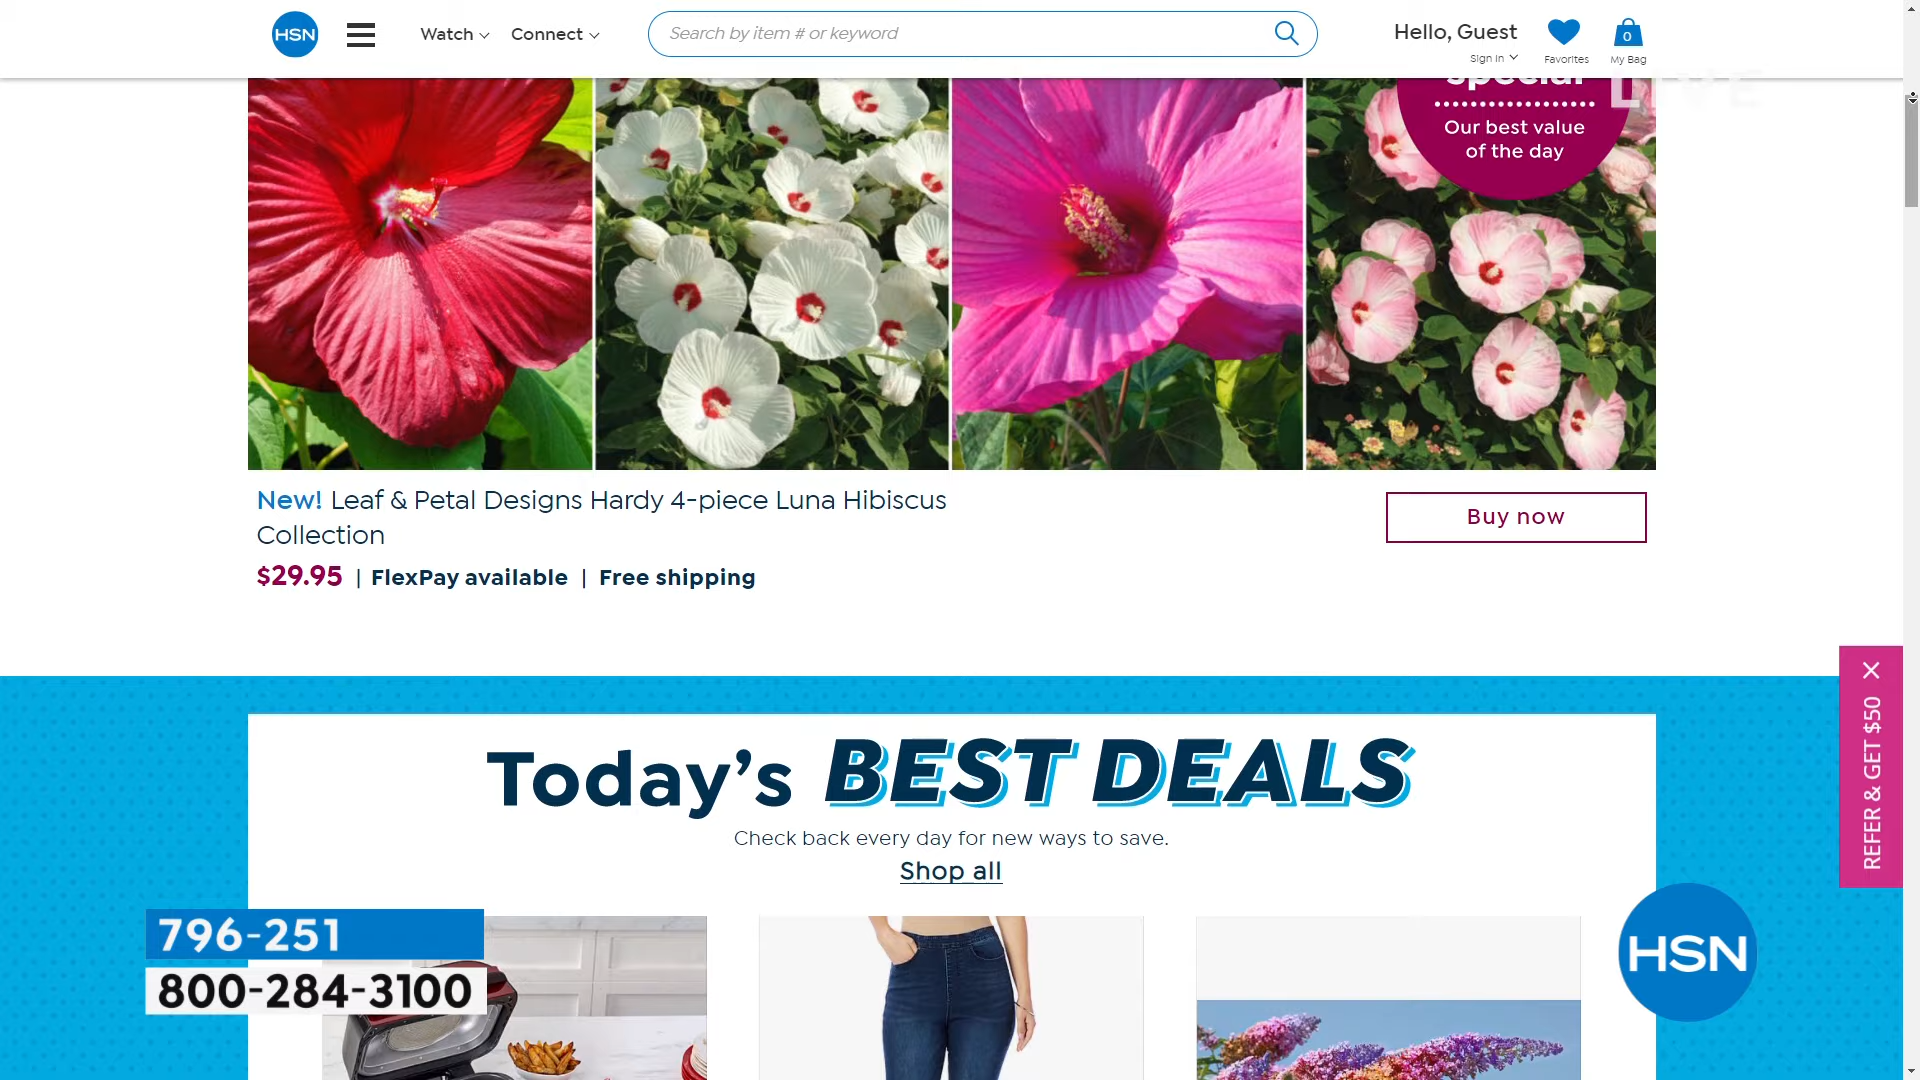 HSN
Watch
Connect
Search by item # or keyword
Hello, Guest
Sign In
Favorites
0
My Bag
Special
LIVE
Our best value
of the day
New! Leaf & Petal Designs Hardy 4-piece Luna Hibiscus
Collection
Buy now
$29.95 | FlexPay available | Free shipping
REFER & GET $50
Today's BEST DEALS
Check back every day for new ways to save.
Shop all
796-251
800-284-3100
HSN